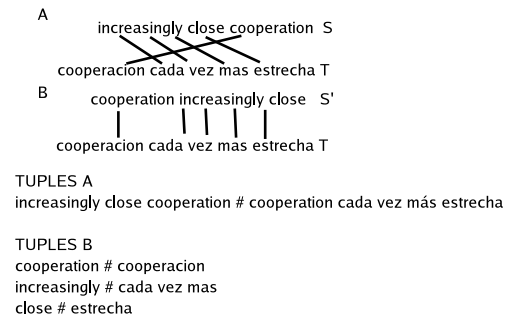 A
increasingly close cooperation S
cooperacion cada vez mas estrecha T
B
cooperation increasingly close S'
cooperacion cada vez mas estrecha T
TUPLES A
increasingly close cooperation # cooperation cada vez más estrecha
TUPLES B
cooperation # cooperacion
increasingly # cada vez mas
close # estrecha